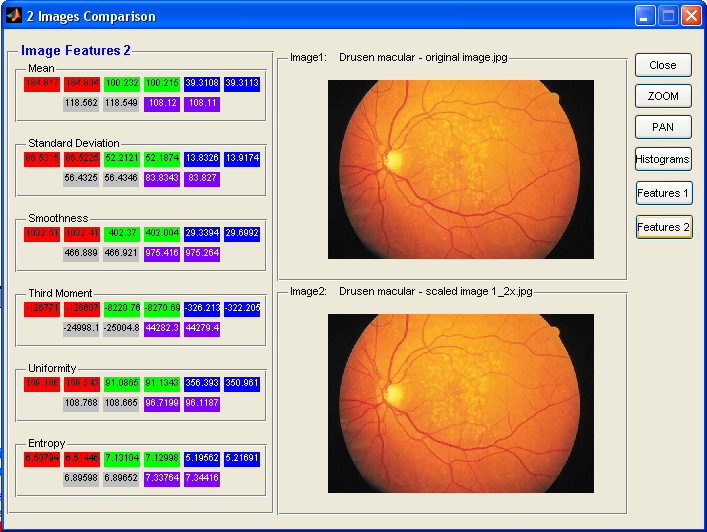 2 Images Comparison
Image Features 2
Mean
184.817 184.804 100.232 100.215 39.3108 39.3113
118.562 118.549 108.12 108.11
Standard Deviation
86.5315 86.5225 52.2121 52.1874 13.8326 13.9174
56.4325 56.4346 83.8343 83.827
Smoothness
1032.61 1032.41 402.37 402.004 29.3394 29.6992
466.889 466.921 975.416 975.264
Third Moment
-126771 -126607 -8220.76 -8270.69 -326.213 -322.205
-24998.1 -25004.8 44282.3 44279.4
Uniformity
169.186 168.543 91.0865 91.1343 356.393 350.961
108.768 108.665 96.7199 96.1187
Entropy
6.50794 6.51446 7.13104 7.12998 5.19562 5.21691
6.89598 6.89652 7.33764 7.34416
Image1: Drusen macular - original image.jpg
Image2: Drusen macular - scaled image 1_2x.jpg
Close
ZOOM
PAN
Histograms
Features 1
Features 2